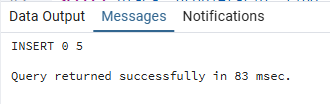 Data Output Messages Notifications
INSERT 0 5
Query returned successfully in 83 msec.